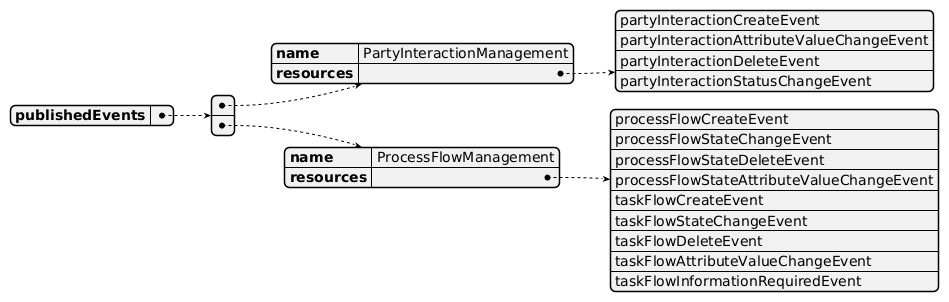 publishedEvents
name PartyInteractionManagement
resources
partyInteractionCreateEvent
partyInteractionAttributeValueChangeEvent
partyInteractionDeleteEvent
partyInteractionStatusChangeEvent
name ProcessFlowManagement
resources
processFlowCreateEvent
processFlowStateChangeEvent
processFlowStateDeleteEvent
processFlowStateAttributeValueChangeEvent
taskFlowCreateEvent
taskFlowStateChangeEvent
taskFlowDeleteEvent
taskFlowAttributeValueChangeEvent
taskFlowInformationRequiredEvent